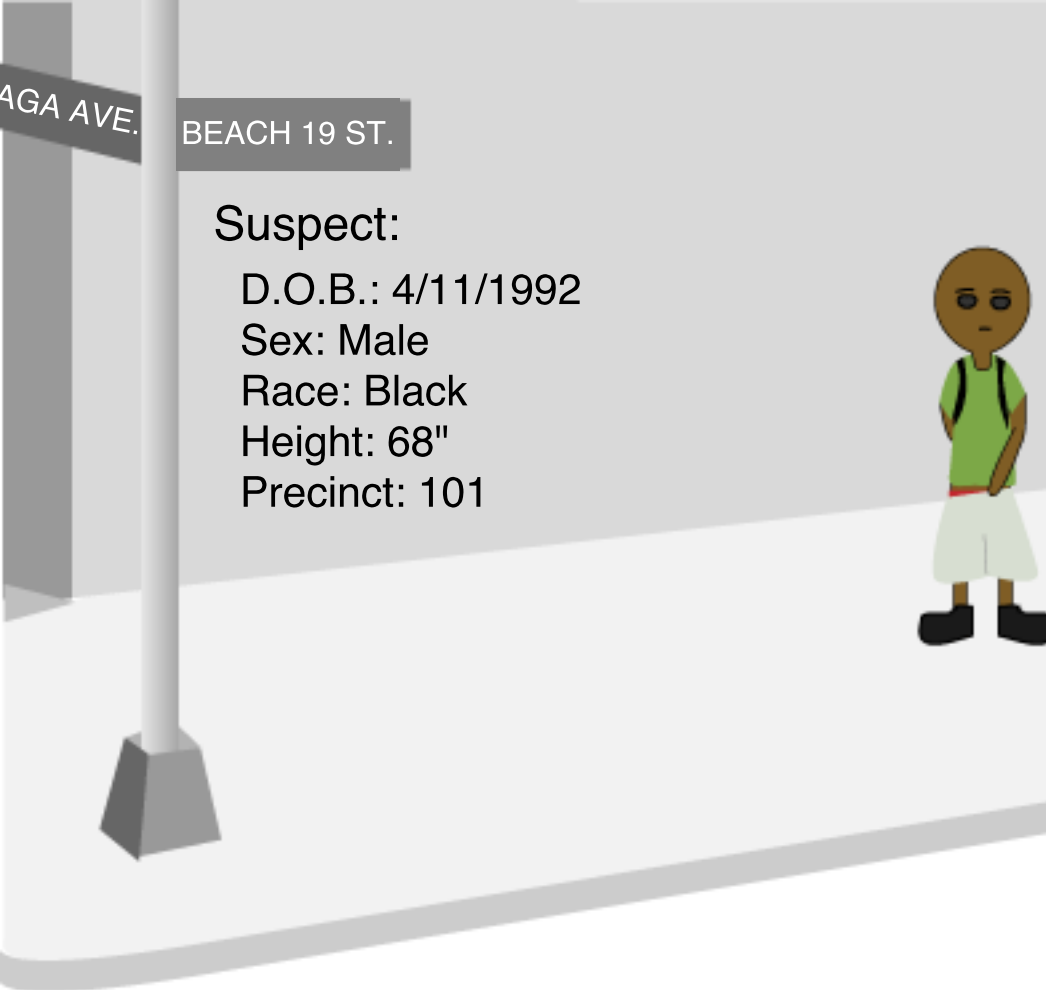 AGA AVE.
BEACH 19 ST.
Suspect:
D.O.B.: 4/11/1992
Sex: Male
Race: Black
Height: 68"
Precinct: 101